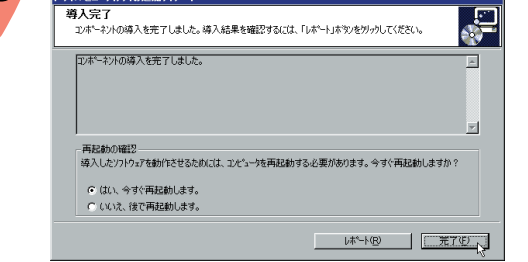 導入完了
コンポーネントの導入を完了しました。導入結果を確認するには、「レポート」ボタンをクリックしてください。
コンポーネントの導入を完了しました。
再起動の確認
導入したソフトウェアを動作させるためには、コンピュータを再起動する必要があります。今すぐ再起動しますか?
はい、今すぐ再起動します。
いいえ、後で再起動します。
レポート(R)
完了(F)